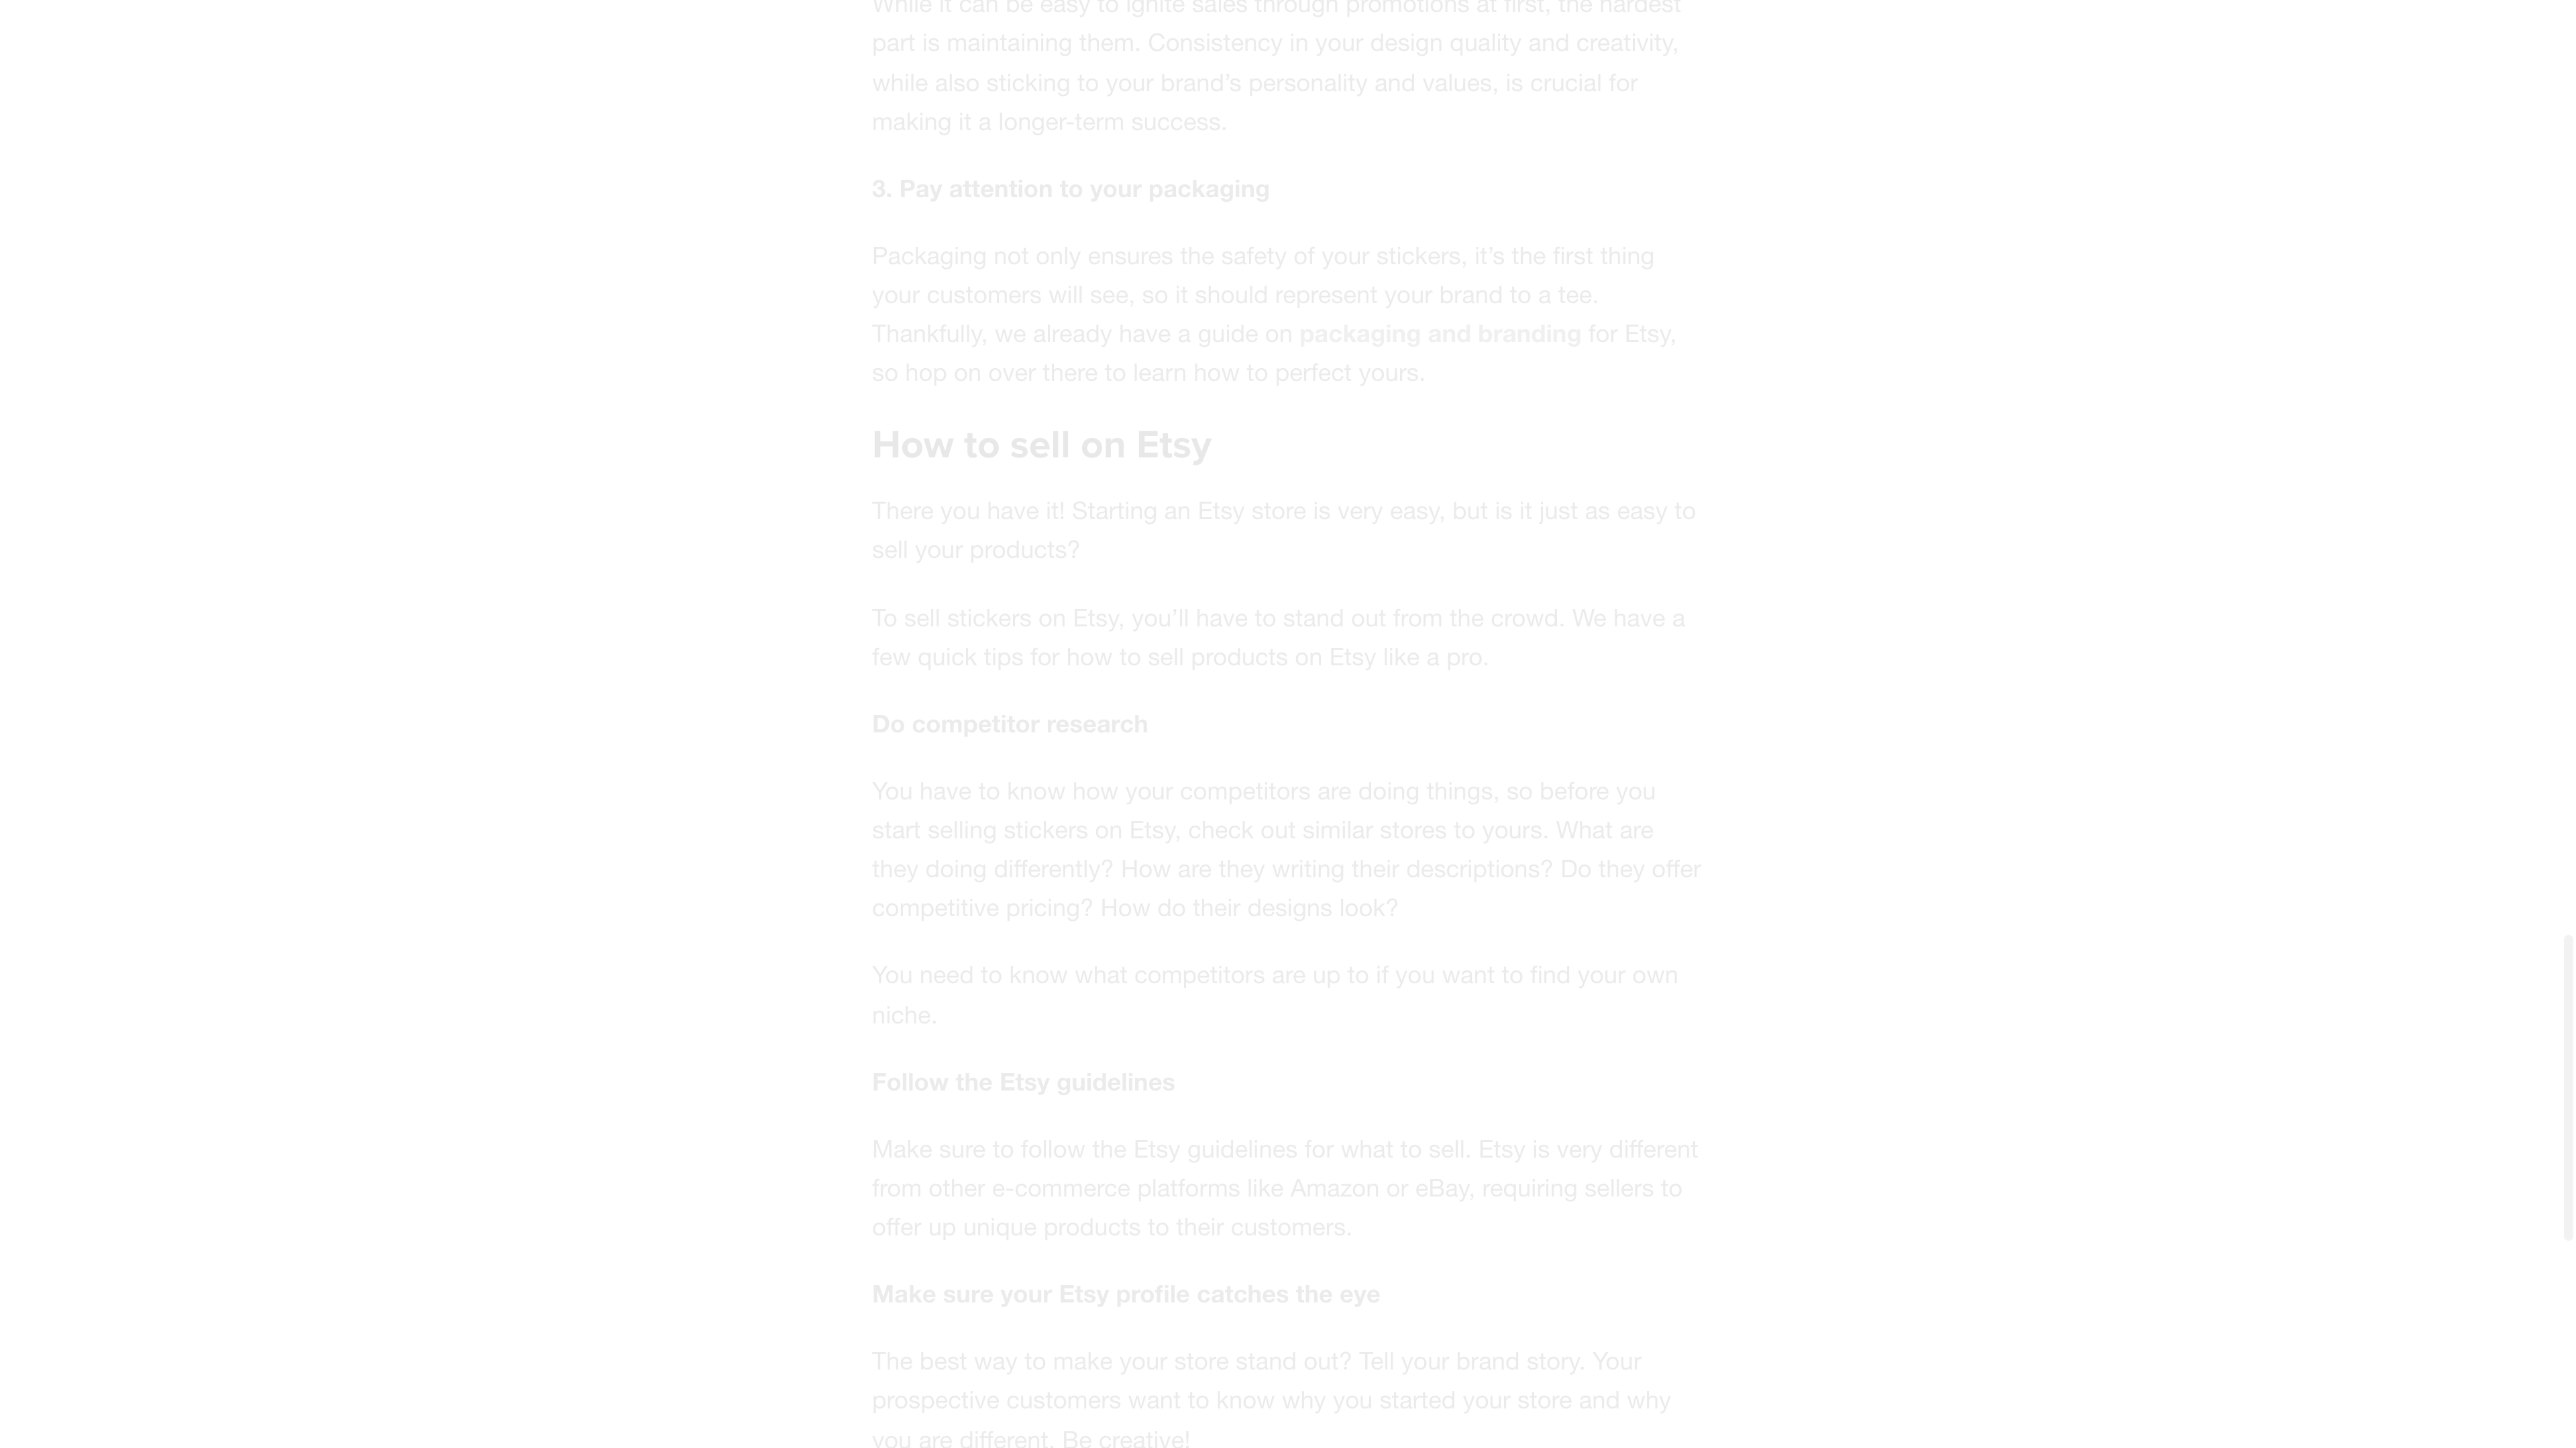 While it can be easy to ignite sales through promotions at first, the hardest
part is maintaining them. Consistency in your design quality and creativity,
while also sticking to your brand’s personality and values, is crucial for
making it a longer-term success.
3. Pay attention to your packaging
Packaging not only ensures the safety of your stickers, it’s the first thing
your customers will see, so it should represent your brand to a tee.
Thankfully, we already have a guide on packaging and branding for Etsy,
so hop on over there to learn how to perfect yours.
How to sell on Etsy
There you have it! Starting an Etsy store is very easy, but is it just as easy to
sell your products?
To sell stickers on Etsy, you’ll have to stand out from the crowd. We have a
few quick tips for how to sell products on Etsy like a pro.
Do competitor research
You have to know how your competitors are doing things, so before you
start selling stickers on Etsy, check out similar stores to yours. What are
they doing differently? How are they writing their descriptions? Do they offer
competitive pricing? How do their designs look?
You need to know what competitors are up to if you want to find your own
niche.
Follow the Etsy guidelines
Make sure to follow the Etsy guidelines for what to sell. Etsy is very different
from other e-commerce platforms like Amazon or eBay, requiring sellers to
offer up unique products to their customers.
Make sure your Etsy profile catches the eye
The best way to make your store stand out? Tell your brand story. Your
prospective customers want to know why you started your store and why
you are different. Be creative!